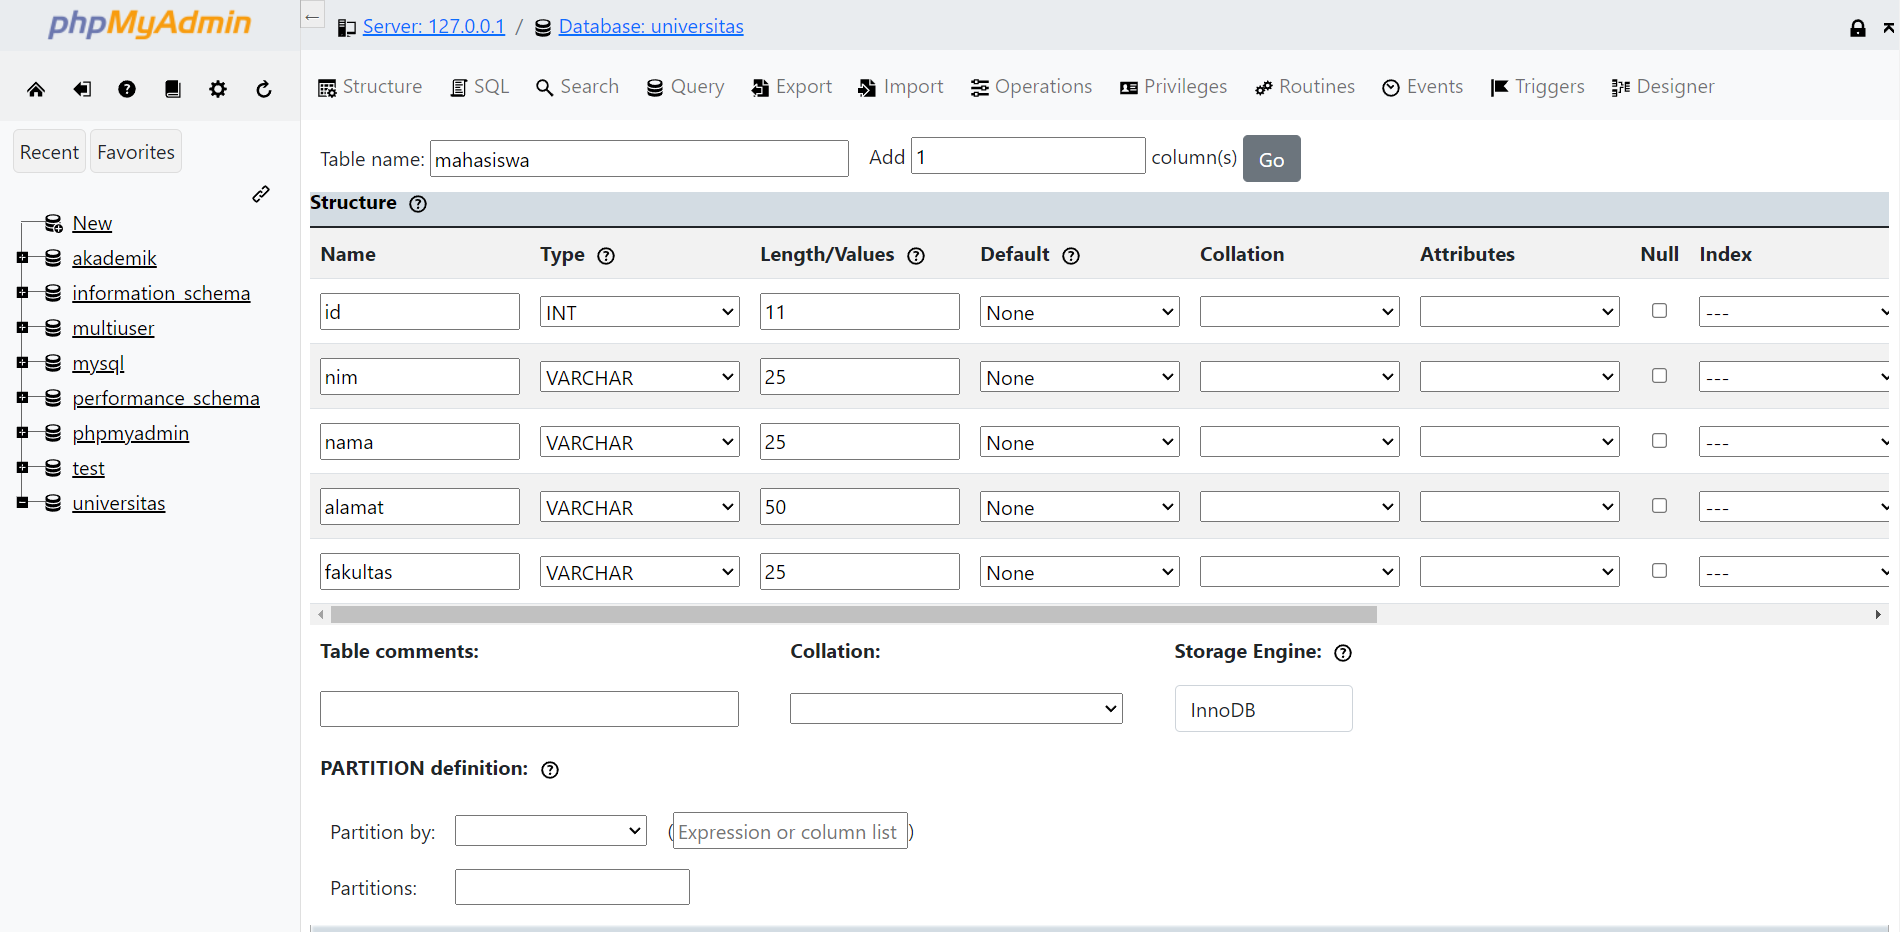 phpMyAdmin
← Server: 127.0.0.1 / Database: universitas
Structure SQL Search Query Export Import Operations Privileges Routines Events Triggers Designer
Recent Favorites
New
akademik
information_schema
multiuser
mysql
performance_schema
phpmyadmin
test
universitas
Table name: mahasiswa Add 1 column(s) Go
Structure
Name Type Length/Values Default Collation Attributes Null Index
id INT 11 None ---
nim VARCHAR 25 None ---
nama VARCHAR 25 None ---
alamat VARCHAR 50 None ---
fakultas VARCHAR 25 None ---
Table comments: Collation: Storage Engine:
InnoDB
PARTITION definition:
Partition by: (Expression or column list)
Partitions: